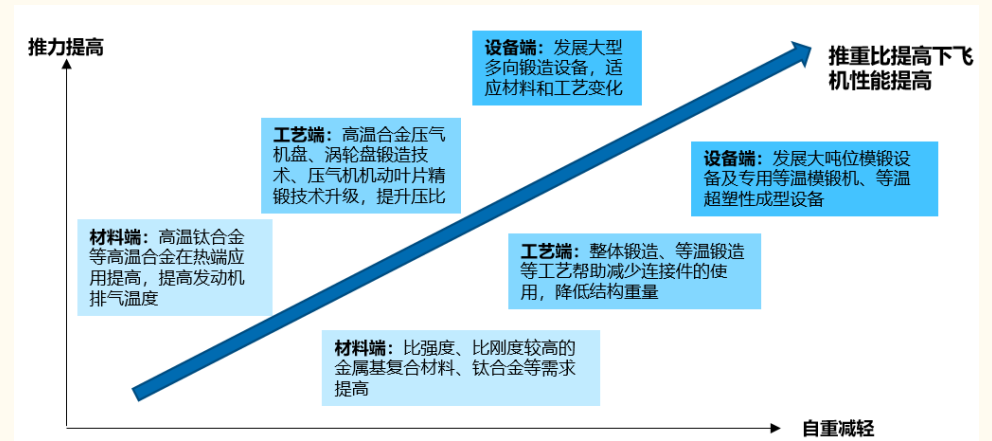 推力提高
设备端：发展大型
多向锻造设备，适
应材料和工艺变化
推重比提高下飞
机性能提高
工艺端：高温合金压气
机盘、涡轮盘锻造技
术、压气机机动叶片精
锻技术升级，提升压比
设备端：发展大吨位模锻设
备及专用等温模锻机、等温
超塑性成型设备
材料端：高温钛合金
等高温合金在热端应
用提高，提高发动机
排气温度
工艺端：整体锻造、等温锻造
等工艺帮助减少连接件的使
用，降低结构重量
材料端：比强度、比刚度较高的
金属基复合材料、钛合金等需求
提高
自重减轻